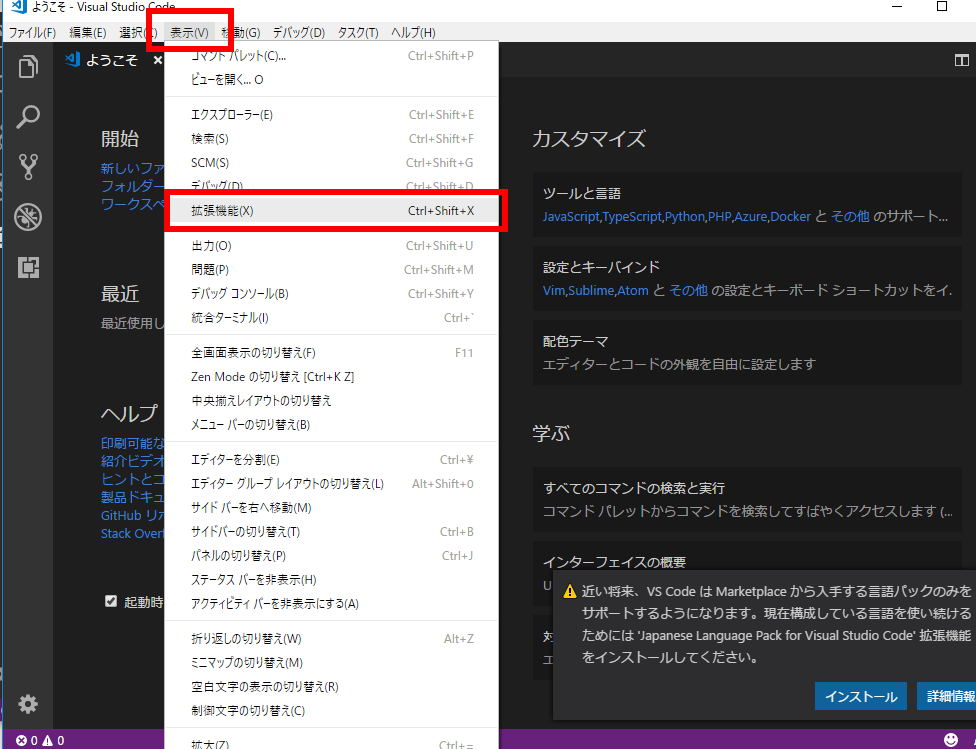 ようこそ - Visual Studio Code
ファイル(F) 編集(E) 選択 表示(V) 移動(G) デバッグ(D) タスク(T) ヘルプ(H)
ようこそ ×
コマンド パレット(C)... Ctrl+Shift+P
ビューを開く... O
エクスプローラー(E) Ctrl+Shift+E
検索(S) Ctrl+Shift+F
SCM(S) Ctrl+Shift+G
デバッグ(D) Ctrl+Shift+D
拡張機能(X) Ctrl+Shift+X
出力(O) Ctrl+Shift+U
問題(P) Ctrl+Shift+M
デバッグ コンソール(B) Ctrl+Shift+Y
統合ターミナル(I) Ctrl+`
全画面表示の切り替え(F) F11
Zen Mode の切り替え [Ctrl+K Z]
中央揃えレイアウトの切り替え
メニュー バーの切り替え(B)
エディターを分割(E) Ctrl+¥
エディター グループ レイアウトの切り替え(L) Alt+Shift+0
サイド バーを右へ移動(M)
サイドバーの切り替え(T) Ctrl+B
パネルの切り替え(P) Ctrl+J
ステータス バーを非表示(H)
アクティビティ バーを非表示にする(A)
折り返しの切り替え(W) Alt+Z
ミニマップの切り替え(M)
空白文字の表示の切り替え(R)
制御文字の切り替え(C)
拡大(Z) Ctrl+=
開始
新しいファ
フォルダー
ワークスペ
最近
最近使用し
ヘルプ
印刷可能な
紹介ビデオ
ヒントとコ
製品ドキュ
GitHub リポ
Stack Overf
起動時
カスタマイズ
ツールと言語
JavaScript,TypeScript,Python,PHP,Azure,Docker と その他 のサポート...
設定とキーバインド
Vim,Sublime,Atom と その他 の設定とキーボード ショートカットをイ.
配色テーマ
エディターとコードの外観を自由に設定します
学ぶ
すべてのコマンドの検索と実行
コマンド パレットからコマンドを検索してすばやくアクセスします (...
インターフェイスの概要
近い将来、VS Code は Marketplace から入手する言語パックのみを
サポートするようになります。現在構成している言語を使い続ける
ためには 'Japanese Language Pack for Visual Studio Code' 拡張機能
をインストールしてください。
インストール 詳細情報
0 0